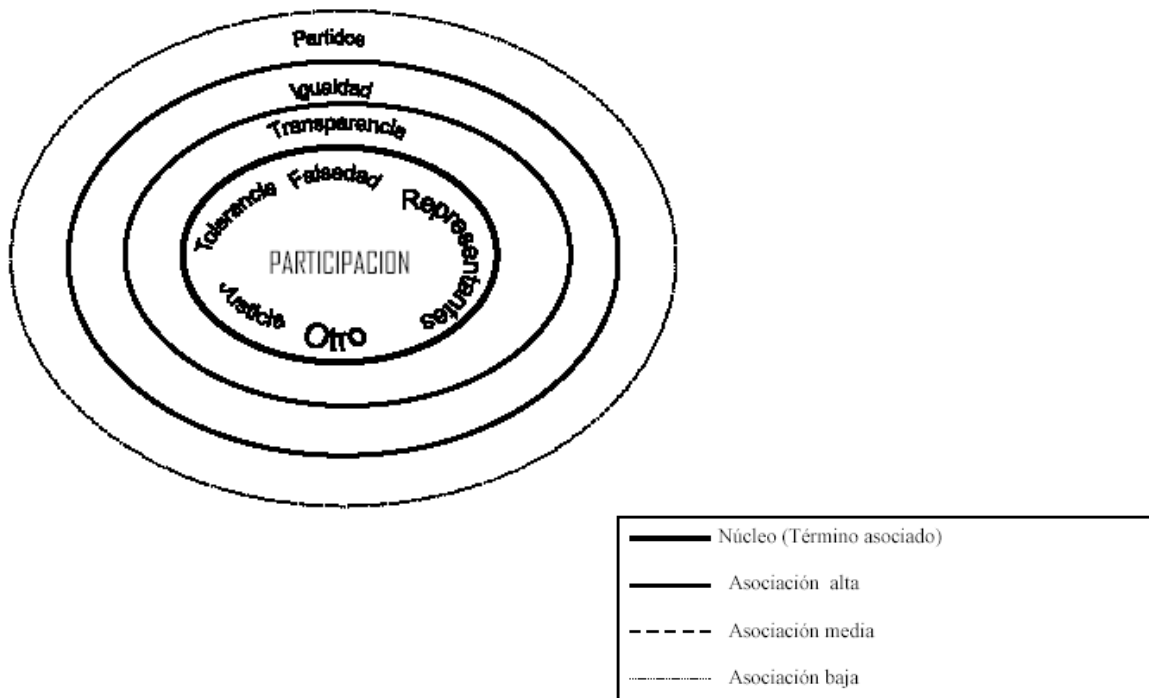 Partidos
Igualdad
Transparencia
Tolerancia Falsedad Representantes
PARTICIPACION
Justicia Otro
Núcleo (Término asociado)
Asociación alta
Asociación media
Asociación baja